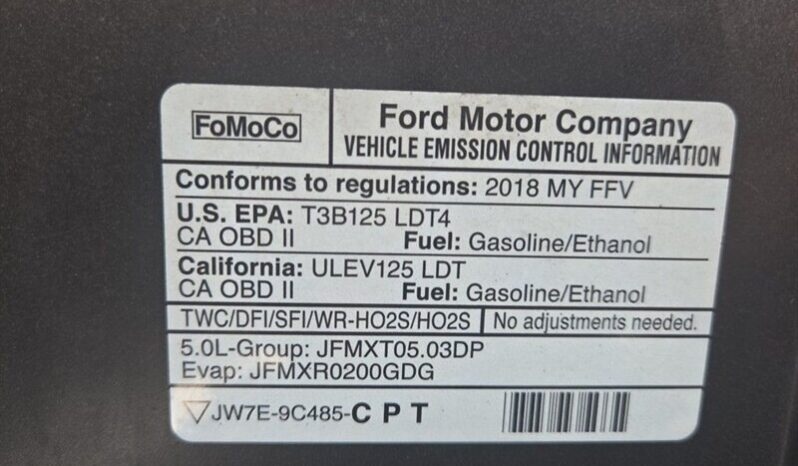 FoMoCo
Ford Motor Company
VEHICLE EMISSION CONTROL INFORMATION
Conforms to regulations: 2018 MY FFV
U.S. EPA: T3B125 LDT4
CA OBD II Fuel: Gasoline/Ethanol
California: ULEV125 LDT
CA OBD II Fuel: Gasoline/Ethanol
TWC/DFI/SFI/WR-HO2S/HO2S No adjustments needed.
5.0L-Group: JFMXT05.03DP
Evap: JFMXR0200GDG
JW7E-9C485-C P T